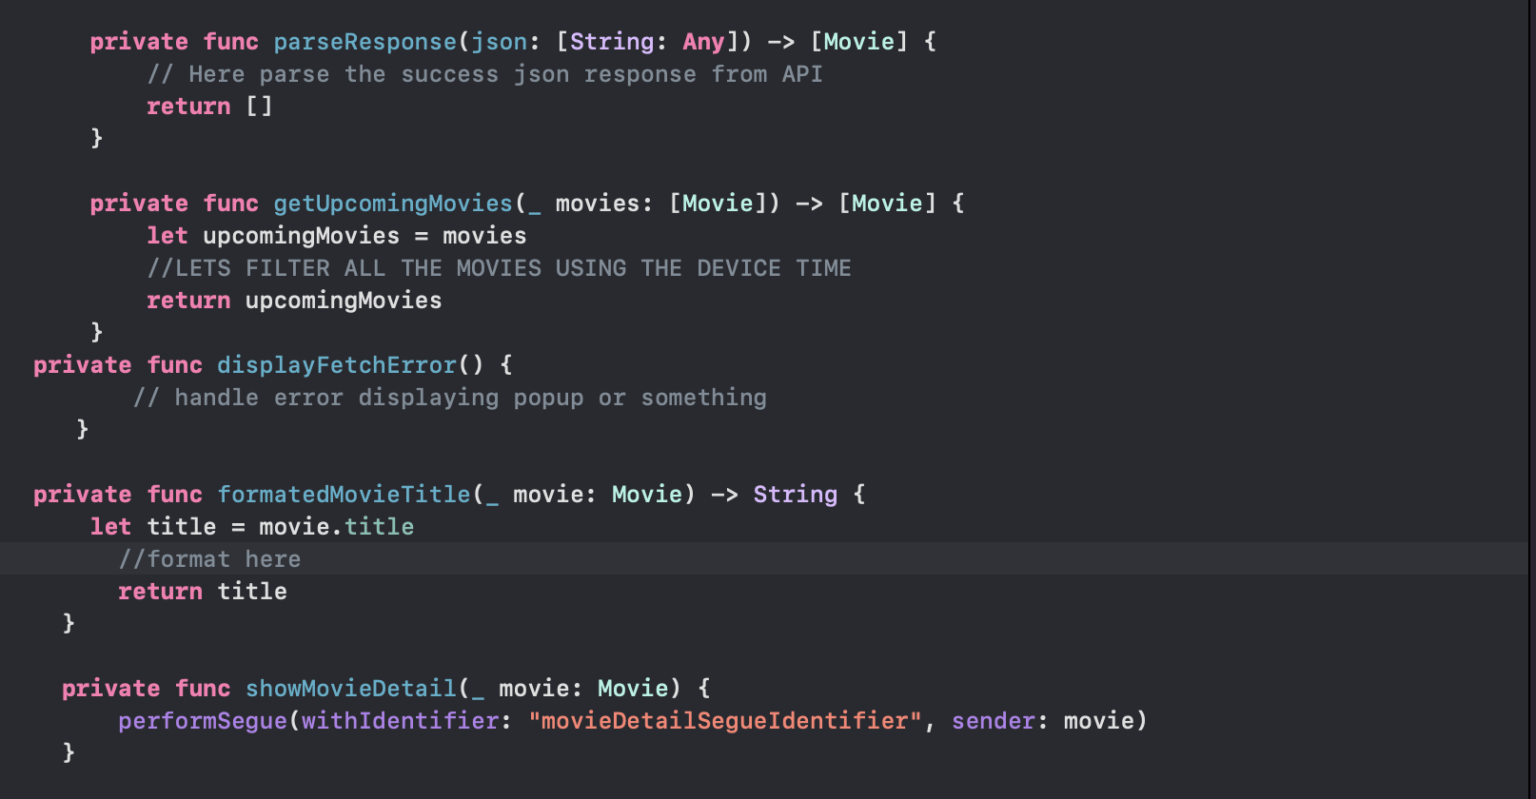 private func parseResponse(json: [String: Any]) -> [Movie] {
// Here parse the success json response from API
return []
}
private func getUpcomingMovies(_ movies: [Movie]) -> [Movie] {
let upcomingMovies = movies
//LETS FILTER ALL THE MOVIES USING THE DEVICE TIME
return upcomingMovies
}
private func displayFetchError() {
// handle error displaying popup or something
}
private func formatedMovieTitle(_ movie: Movie) -> String {
let title = movie.title
//format here
return title
}
private func showMovieDetail(_ movie: Movie) {
performSegue(withIdentifier: "movieDetailSegueIdentifier", sender: movie)
}